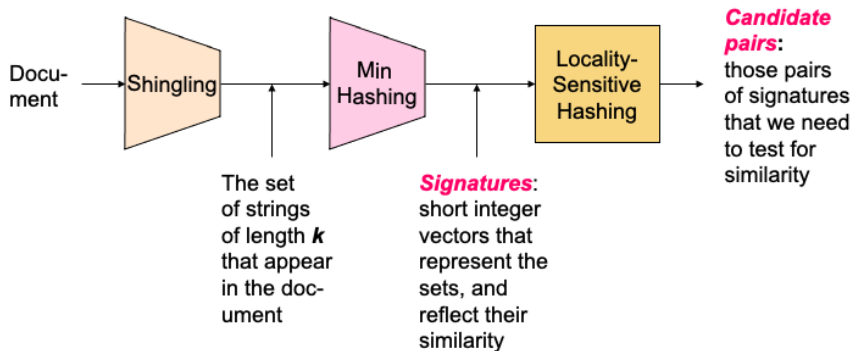 Docu-
ment
Shingling
The set
of strings
of length k
that appear
in the doc-
ument
Min
Hashing
Signatures:
short integer
vectors that
represent the
sets, and
reflect their
similarity
Locality-
Sensitive
Hashing
Candidate
pairs:
those pairs
of signatures
that we need
to test for
similarity